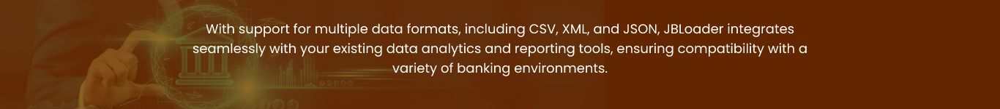 With support for multiple data formats, including CSV, XML, and JSON, JBLoader integrates
seamlessly with your existing data analytics and reporting tools, ensuring compatibility with a
variety of banking environments.